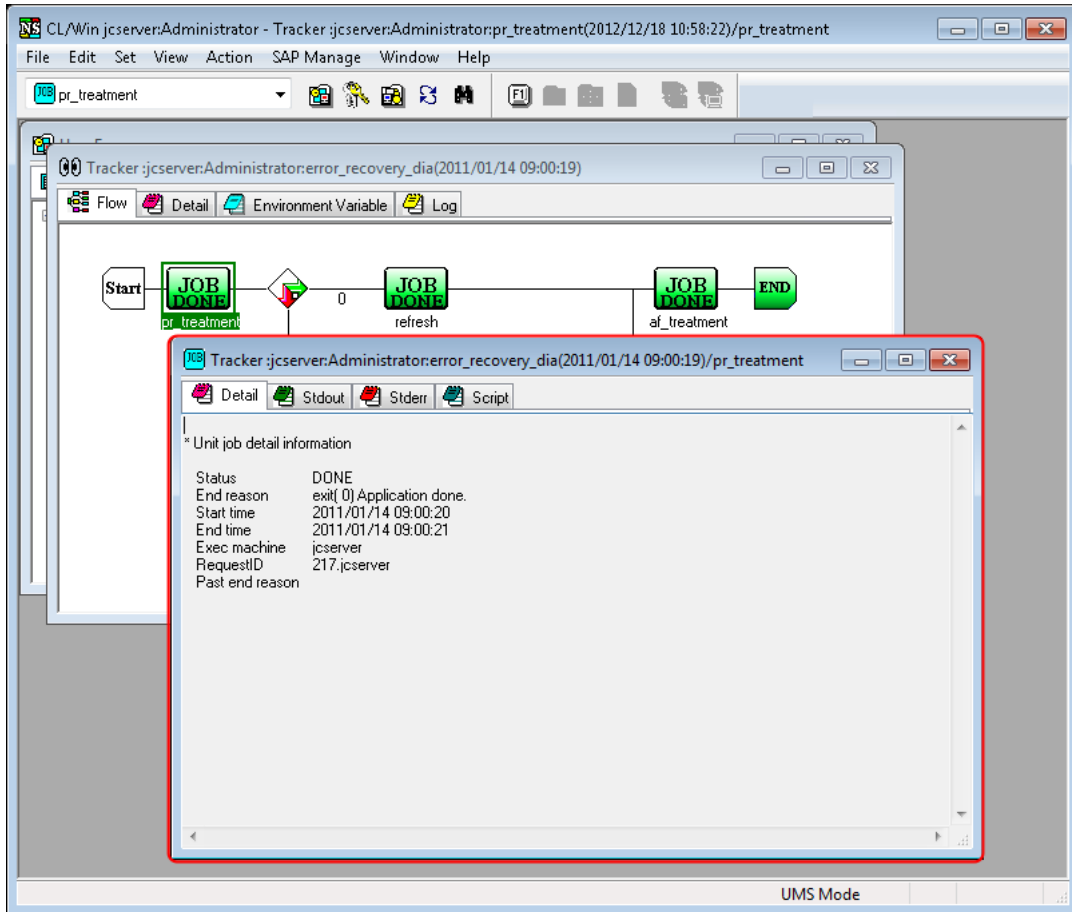 CL/Win jcserver:Administrator - Tracker :jcserver:Administrator:pr_treatment(2012/12/18 10:58:22)/pr_treatment
File Edit Set View Action SAP Manage Window Help
JOB pr_treatment
F1
Tracker :jcserver:Administrator:error_recovery_dia(2011/01/14 09:00:19)
Flow Detail Environment Variable Log
Start JOB DONE 0 JOB DONE JOB DONE END
pr_treatment refresh af_treatment
JOB Tracker :jcserver:Administrator:error_recovery_dia(2011/01/14 09:00:19)/pr_treatment
Detail Stdout Stderr Script
* Unit job detail information
Status DONE
End reason exit( 0) Application done.
Start time 2011/01/14 09:00:20
End time 2011/01/14 09:00:21
Exec machine jcserver
RequestID 217.jcserver
Past end reason
UMS Mode